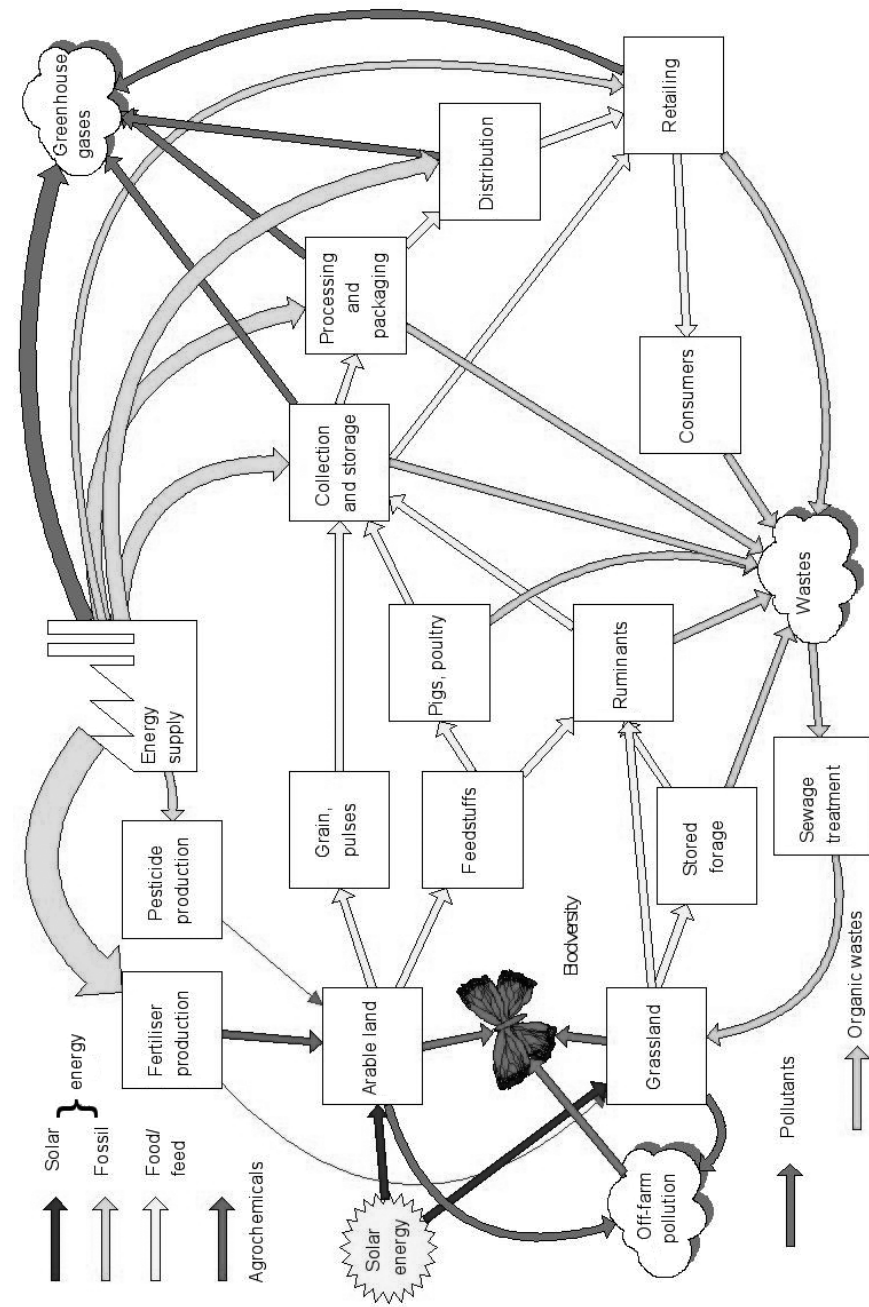 Solar
energy
Fossil
Food/
feed
Agrochemicals
Fertiliser
production
Pesticide
production
Energy
supply
Greenhouse
gases
Solar
energy
Arable land
Grain,
pulses
Feedstuffs
Pigs, poultry
Collection
and storage
Processing
and
packaging
Distribution
Retailing
Consumers
Biodversity
Grassland
Stored
forage
Ruminants
Wastes
Off-farm
pollution
Sewage
treatment
Pollutants
Organic wastes